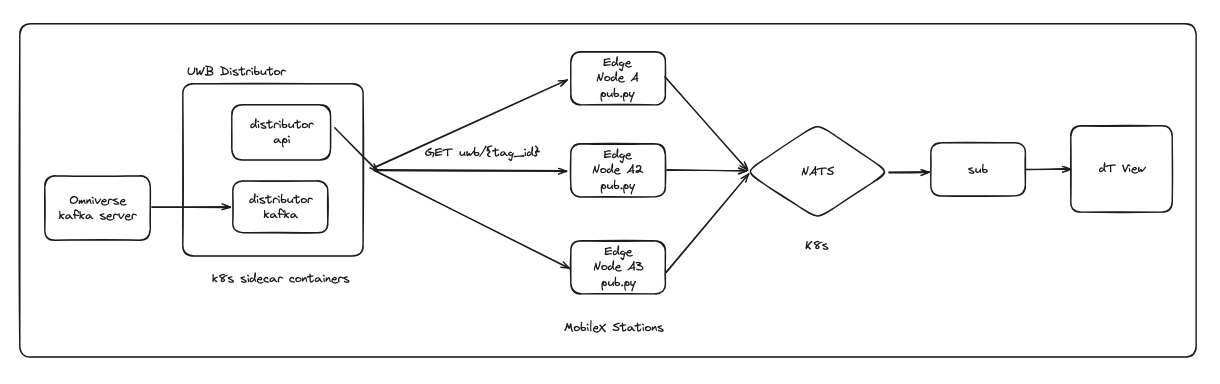 UWB Distributor
Omniverse
kafka server
distributor
api
distributor
kafka
k8s sidecar containers
GET uwb/{tag_id}
Edge
Node A
pub.py
Edge
Node A2
pub.py
Edge
Node A3
pub.py
MobileX Stations
NATS
K8s
sub
dT View